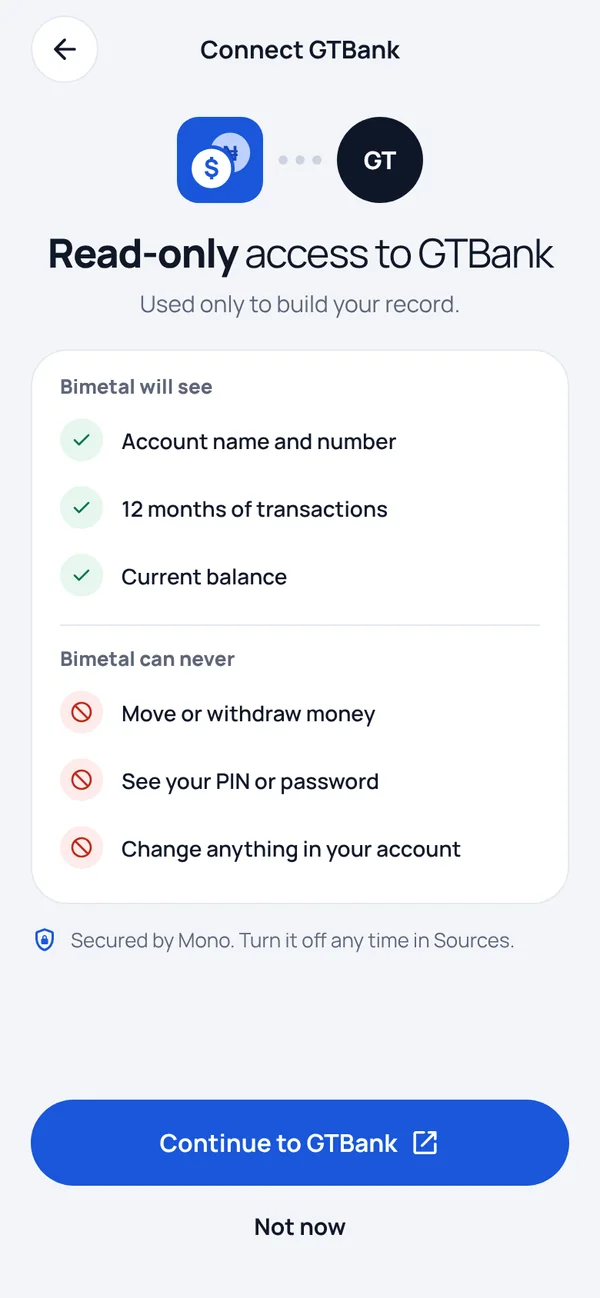 Connect GTBank
$ ₦
GT
Read-only access to GTBank
Used only to build your record.
Bimetal will see
Account name and number
12 months of transactions
Current balance
Bimetal can never
Move or withdraw money
See your PIN or password
Change anything in your account
Secured by Mono. Turn it off any time in Sources.
Continue to GTBank
Not now